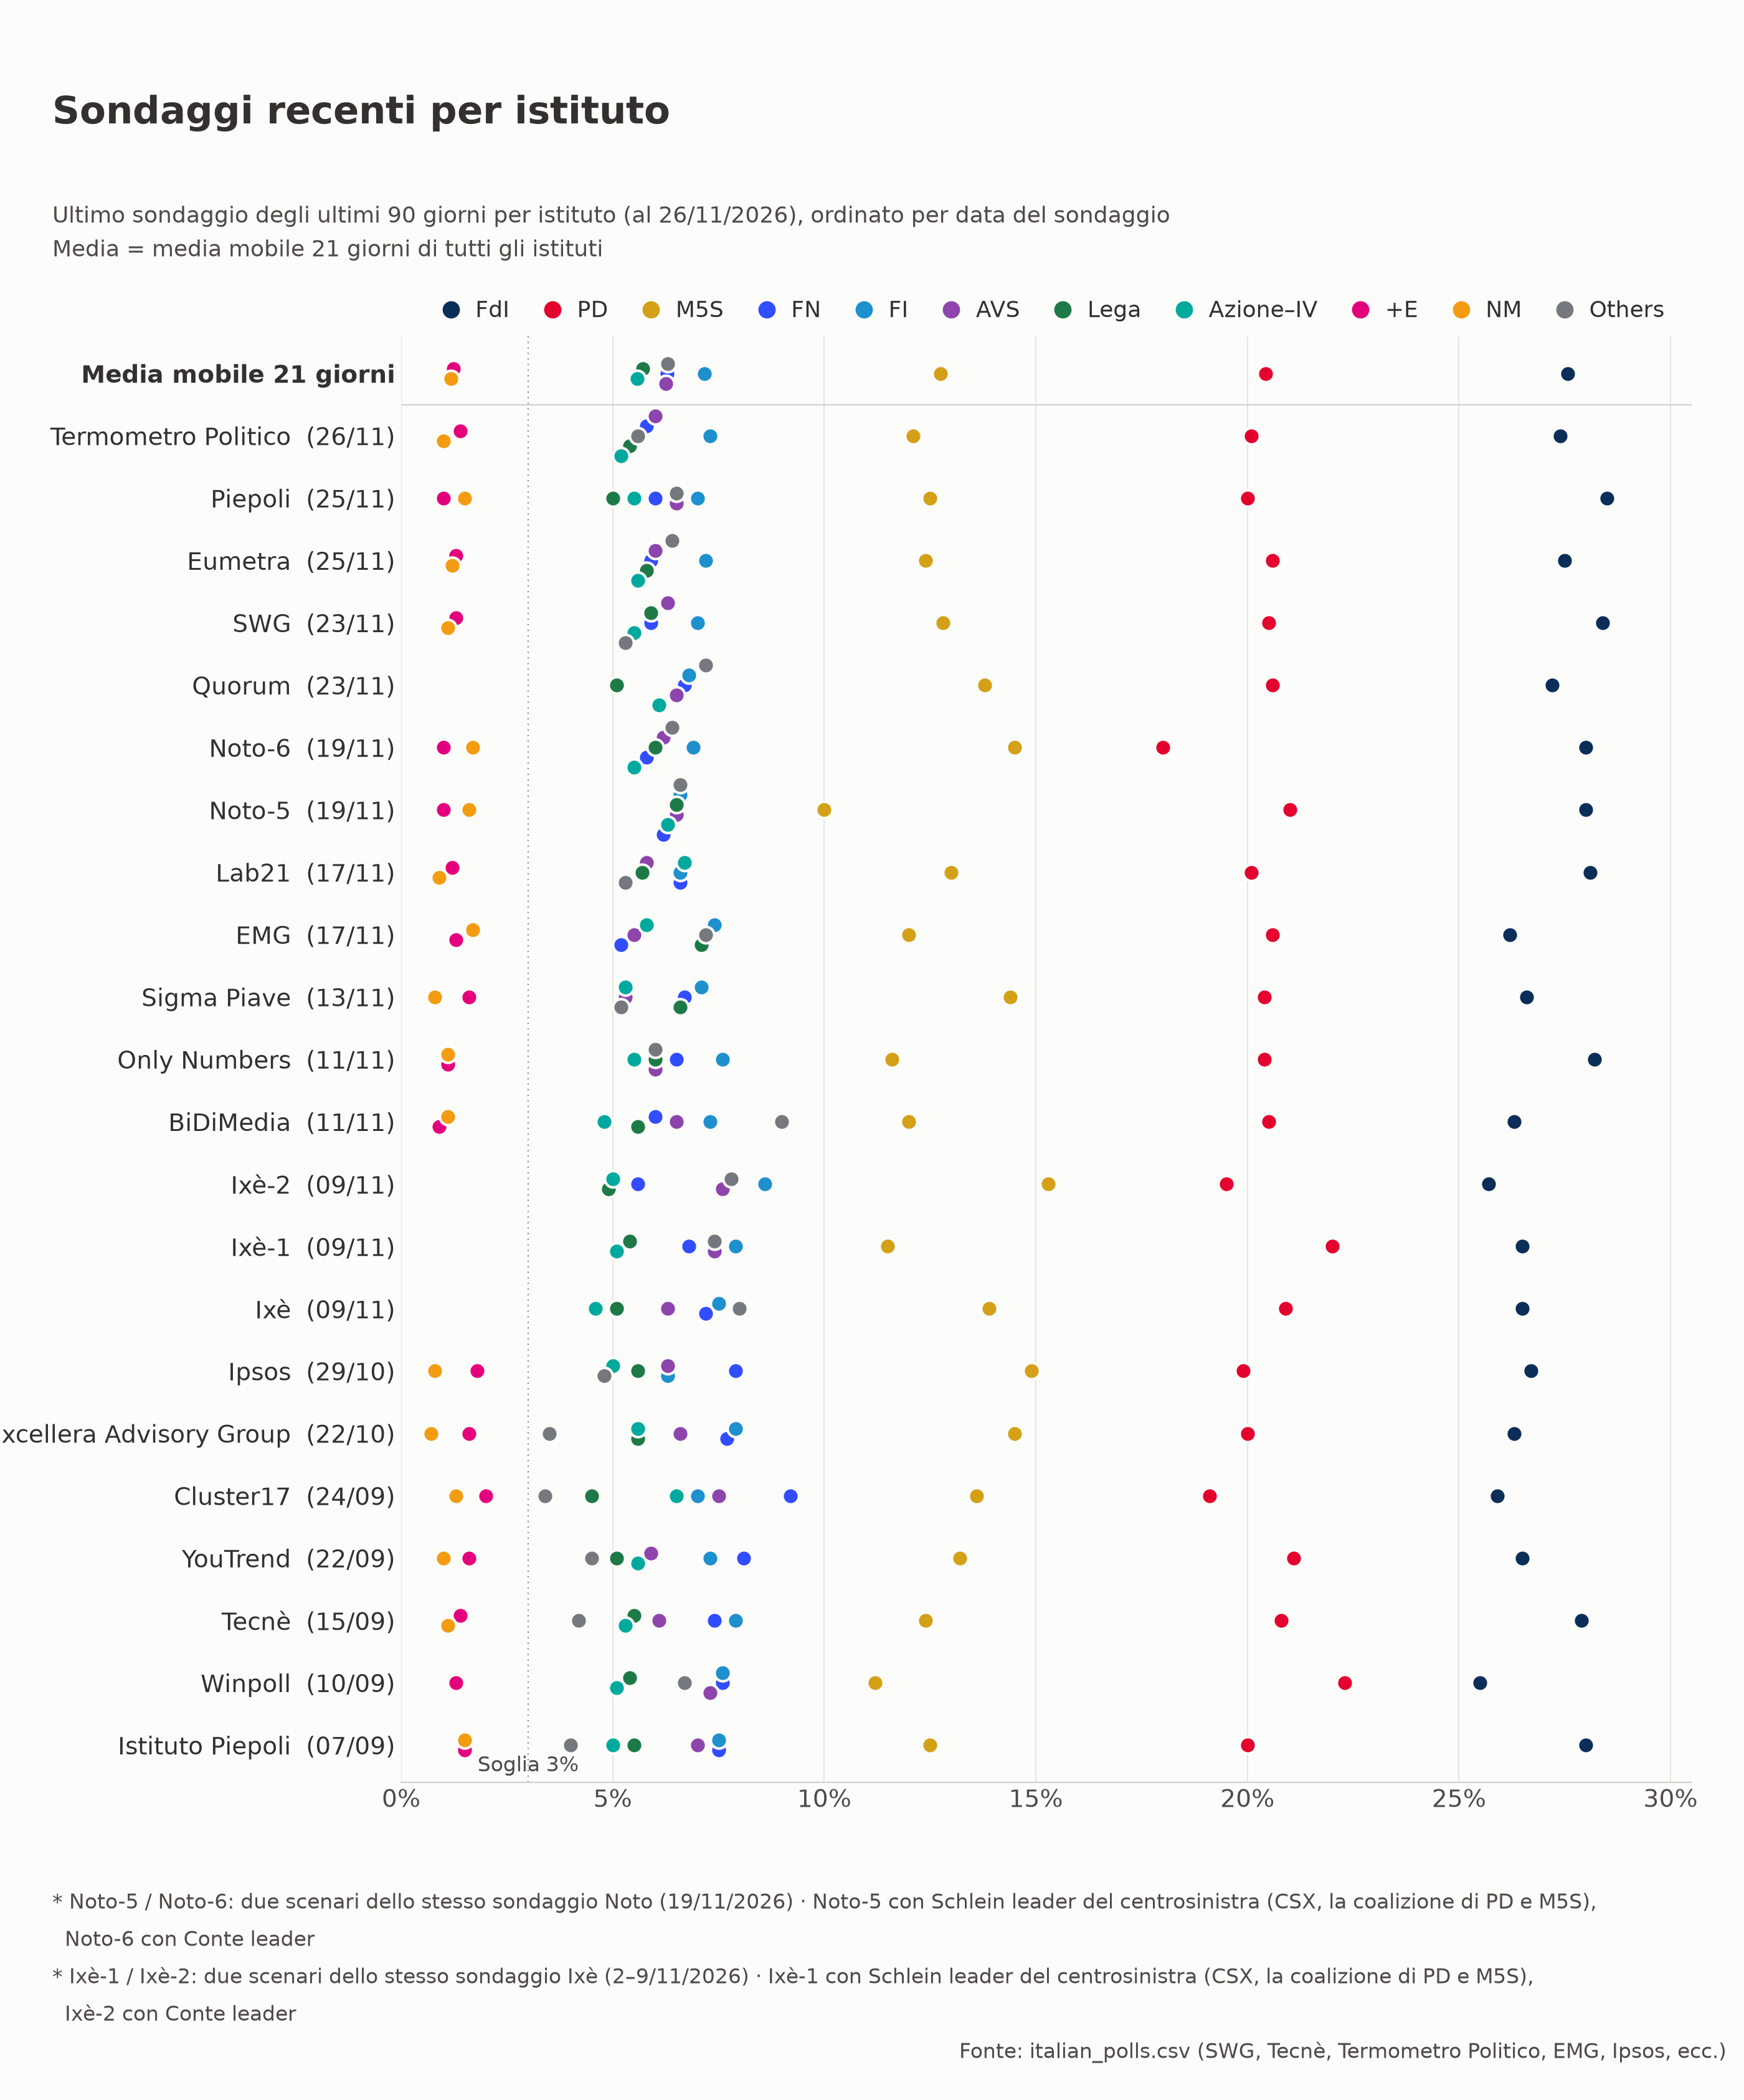 Sondaggi recenti per istituto
Ultimo sondaggio degli ultimi 90 giorni per istituto (al 26/11/2026), ordinato per data del sondaggio
Media = media mobile 21 giorni di tutti gli istituti
FdI PD M5S FN FI AVS Lega Azione–IV +E NM Others
Media mobile 21 giorni
Termometro Politico (26/11)
Piepoli (25/11)
Eumetra (25/11)
SWG (23/11)
Quorum (23/11)
Noto-6 (19/11)
Noto-5 (19/11)
Lab21 (17/11)
EMG (17/11)
Sigma Piave (13/11)
Only Numbers (11/11)
BiDiMedia (11/11)
Ixè-2 (09/11)
Ixè-1 (09/11)
Ixè (09/11)
Ipsos (29/10)
xcellera Advisory Group (22/10)
Cluster17 (24/09)
YouTrend (22/09)
Tecnè (15/09)
Winpoll (10/09)
Istituto Piepoli (07/09)
Soglia 3%
0% 5% 10% 15% 20% 25% 30%
* Noto-5 / Noto-6: due scenari dello stesso sondaggio Noto (19/11/2026) · Noto-5 con Schlein leader del centrosinistra (CSX, la coalizione di PD e M5S),
Noto-6 con Conte leader
* Ixè-1 / Ixè-2: due scenari dello stesso sondaggio Ixè (2–9/11/2026) · Ixè-1 con Schlein leader del centrosinistra (CSX, la coalizione di PD e M5S),
Ixè-2 con Conte leader
Fonte: italian_polls.csv (SWG, Tecnè, Termometro Politico, EMG, Ipsos, ecc.)